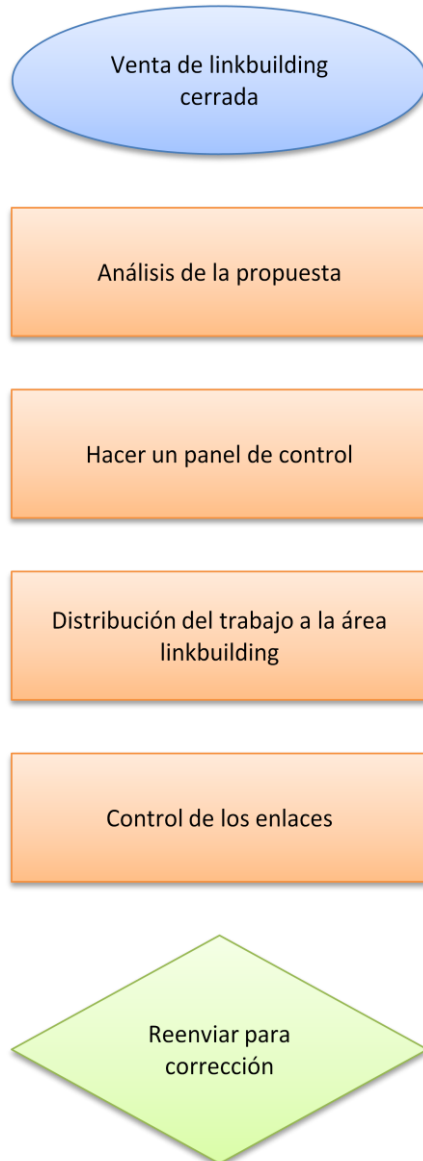 Venta de linkbuilding
cerrada
Análisis de la propuesta
Hacer un panel de control
Distribución del trabajo a la área
linkbuilding
Control de los enlaces
Reenviar para
corrección